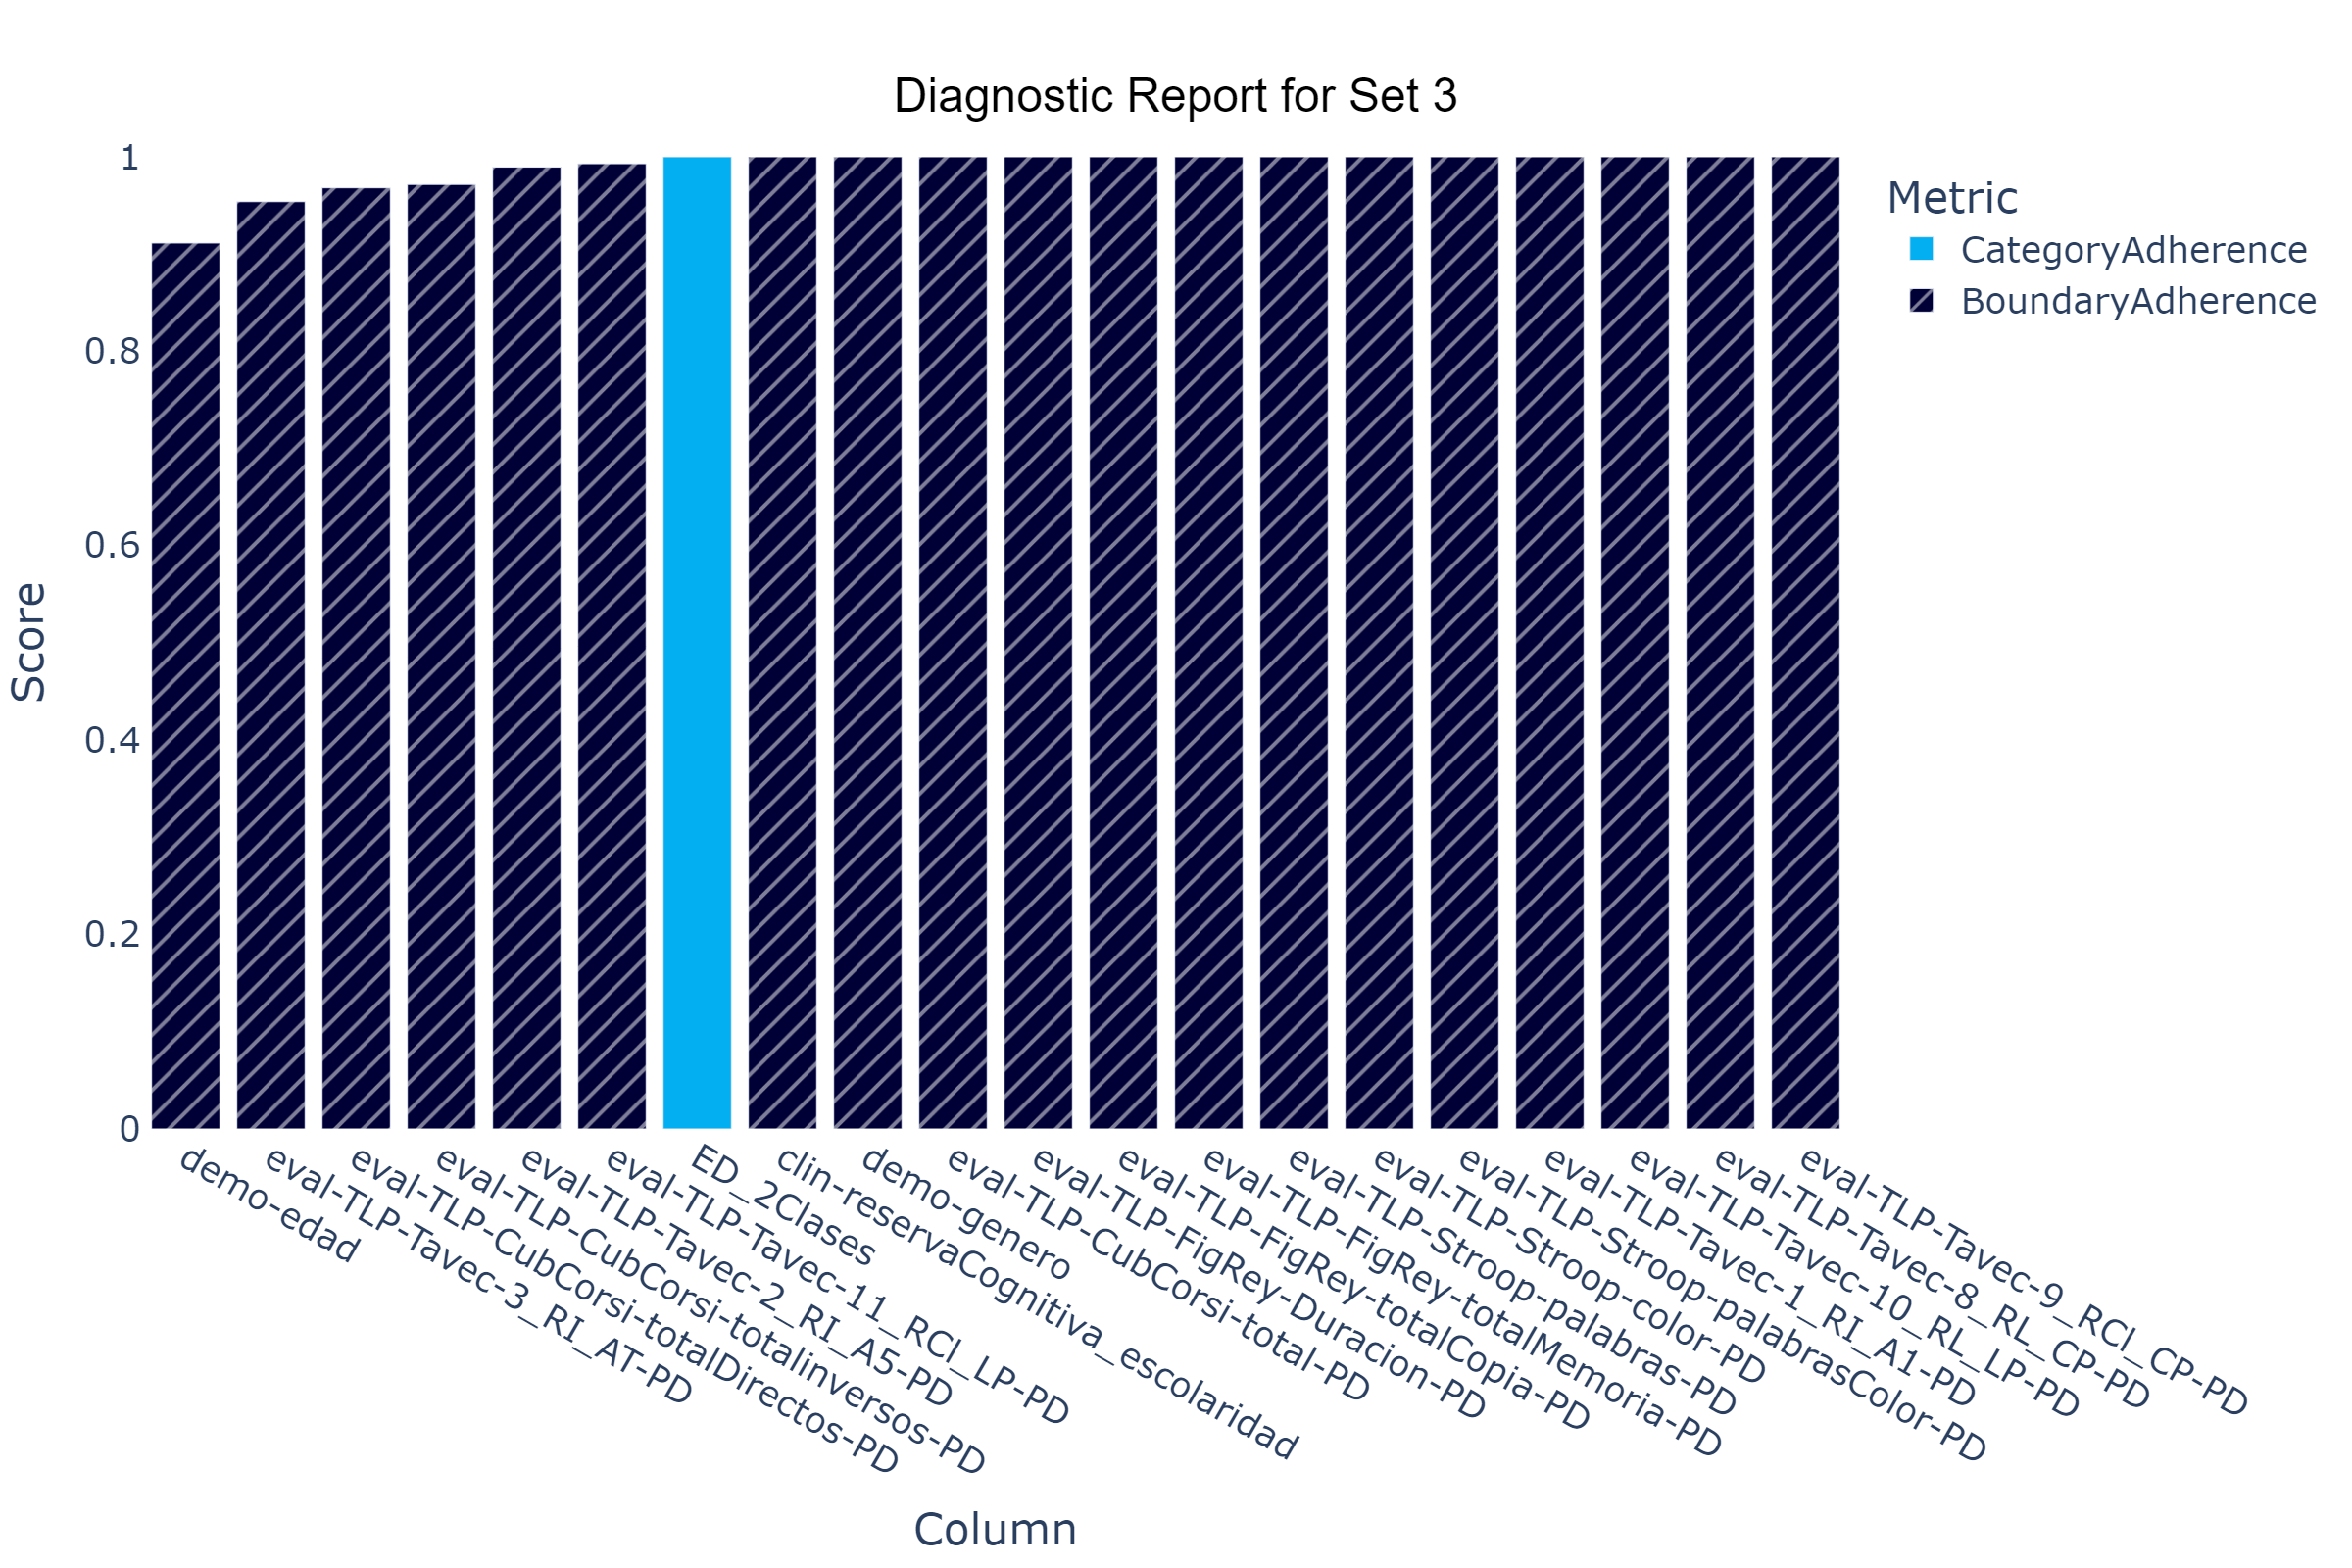 Diagnostic Report for Set 3
1
0.8
0.6
0.4
0.2
0
Score
Metric
CategoryAdherence
BoundaryAdherence
demo-edad
eval-TLP-Tavec-3_RI_AT-PD
eval-TLP-CubCorsi-totalDirectos-PD
eval-TLP-CubCorsi-totalinversos-PD
eval-TLP-Tavec-2_RI_A5-PD
eval-TLP-Tavec-11_RCl_LP-PD
ED_2Clases
clin-reservaCognitiva_escolaridad
demo-genero
eval-TLP-CubCorsi-total-PD
eval-TLP-FigRey-Duracion-PD
eval-TLP-FigRey-totalCopia-PD
eval-TLP-FigRey-totalMemoria-PD
eval-TLP-Stroop-palabras-PD
eval-TLP-Stroop-color-PD
eval-TLP-Stroop-palabrasColor-PD
eval-TLP-Tavec-1_RI_A1-PD
eval-TLP-Tavec-10_RL_LP-PD
eval-TLP-Tavec-8_RL_CP-PD
eval-TLP-Tavec-9_RCl_CP-PD
Column